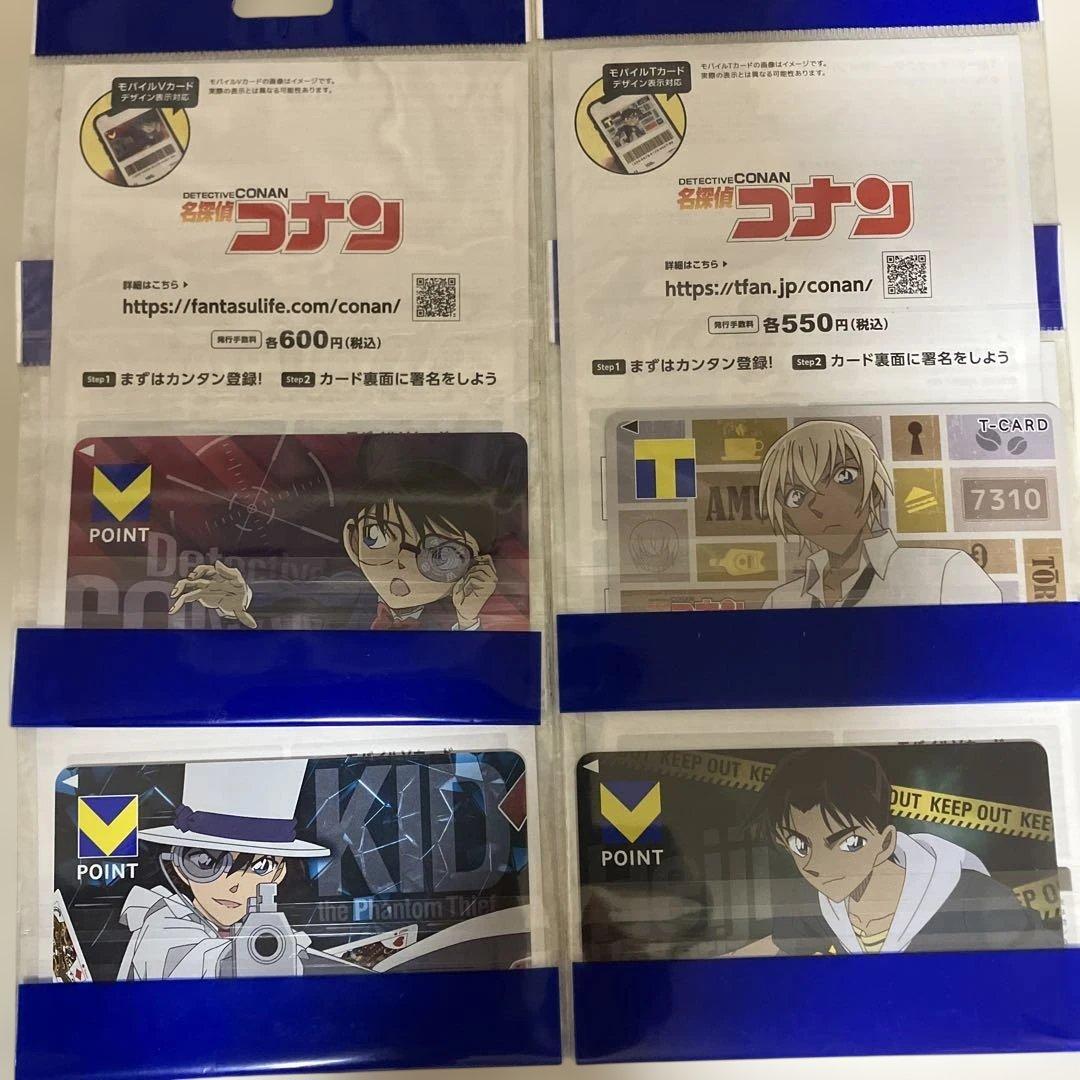 モバイルVカード
デザイン表示対応
モバイルVカードの画像はイメージです。
実際の表示とは異なる可能性あります。
DETECTIVE CONAN
名探偵
コナン
詳細はこちら
https://fantasulife.com/conan/
発行手数料 各600円(税込)
Step1 まずはカンタン登録! Step2 カード裏面に署名をしよう
POINT
Detective
モバイルTカード
デザイン表示対応
モバイルTカードの画像はイメージです。
実際の表示とは異なる可能性あります。
DETECTIVE CONAN
名探偵
コナン
詳細はこちら
https://tfan.jp/conan/
発行手数料 各550円(税込)
Step1 まずはカンタン登録! Step2 カード裏面に署名をしよう
T
T-CARD
7310
コナン
POINT
KID
the Phantom Thief
POINT
KEEP OUT KE
OUT KEEP OUT KEE